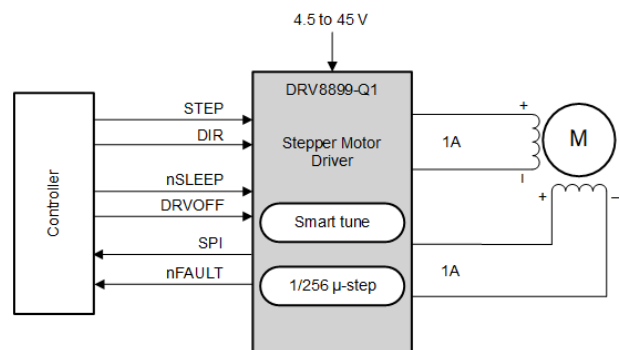 4.5 to 45 V
DRV8899-Q1
Stepper Motor
Driver
Controller
STEP
DIR
nSLEEP
DRVOFF
SPI
nFAULT
Smart tune
1/256 µ-step
1A
1A
+
–
M
+
–